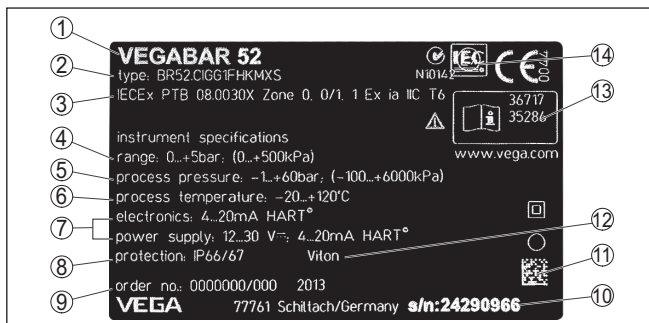 1 VEGABAR 52 IEC 14
2 type: BR52.CIGG1FHKMXS Ni0142 CE 0044
3 IECEx PTB 08.0030X Zone 0, 0/1, 1 Ex ia IIC T6
36717 13
35286
instrument specifications
www.vega.com
4 range: 0...+5bar; (0...+500kPa)
5 process pressure: -1...+60bar; (-100...+6000kPa)
6 process temperature: -20...+120°C
7 electronics: 4...20mA HART®
power supply: 12...30 V⎓; 4...20mA HART®
8 protection: IP66/67 Viton 12
11
9 order no.: 0000000/000 2013
VEGA 77761 Schiltach/Germany s/n:24290966 10